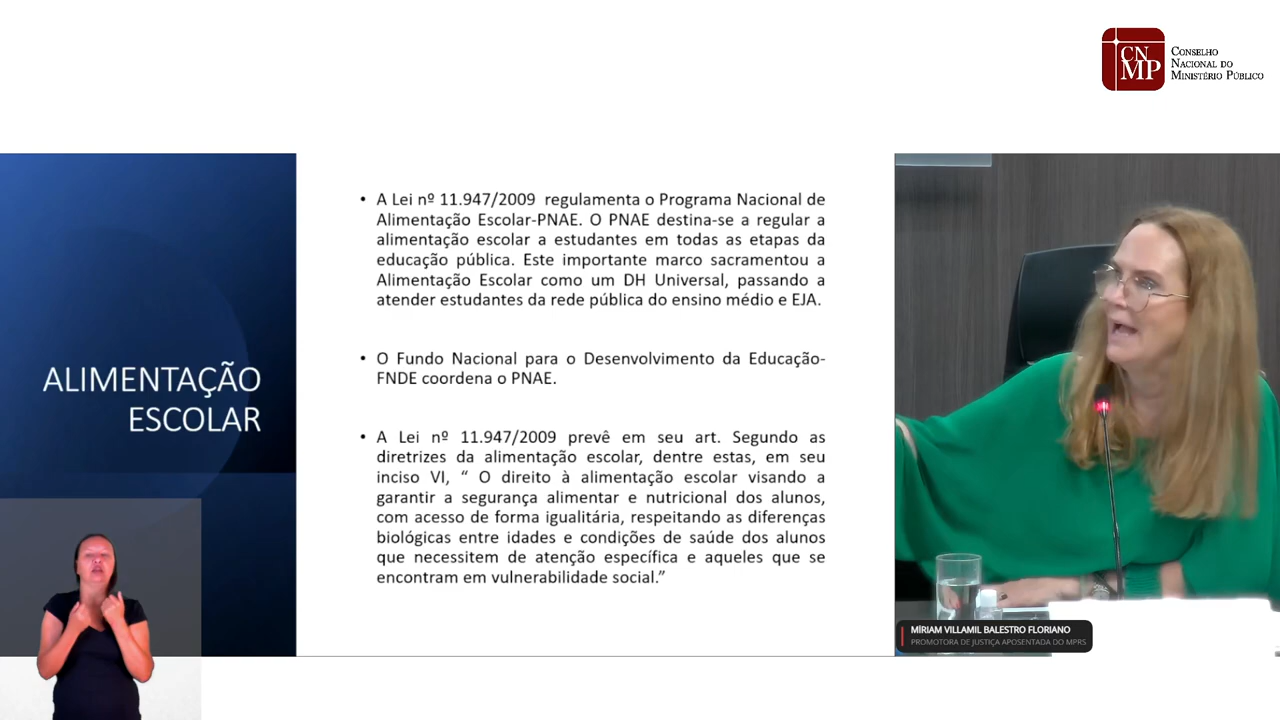 CN
MP
CONSELHO
NACIONAL DO
MINISTÉRIO PÚBLICO
ALIMENTAÇÃO
ESCOLAR
• A Lei nº 11.947/2009 regulamenta o Programa Nacional de
Alimentação Escolar-PNAE. O PNAE destina-se a regular a
alimentação escolar a estudantes em todas as etapas da
educação pública. Este importante marco sacramentou a
Alimentação Escolar como um DH Universal, passando a
atender estudantes da rede pública do ensino médio e EJA.
• O Fundo Nacional para o Desenvolvimento da Educação-
FNDE coordena o PNAE.
• A Lei nº 11.947/2009 prevê em seu art. Segundo as
diretrizes da alimentação escolar, dentre estas, em seu
inciso VI, “ O direito à alimentação escolar visando a
garantir a segurança alimentar e nutricional dos alunos,
com acesso de forma igualitária, respeitando as diferenças
biológicas entre idades e condições de saúde dos alunos
que necessitem de atenção específica e aqueles que se
encontram em vulnerabilidade social.”
MÍRIAM VILLAMIL BALESTRO FLORIANO
PROMOTORA DE JUSTIÇA APOSENTADA DO MPRS